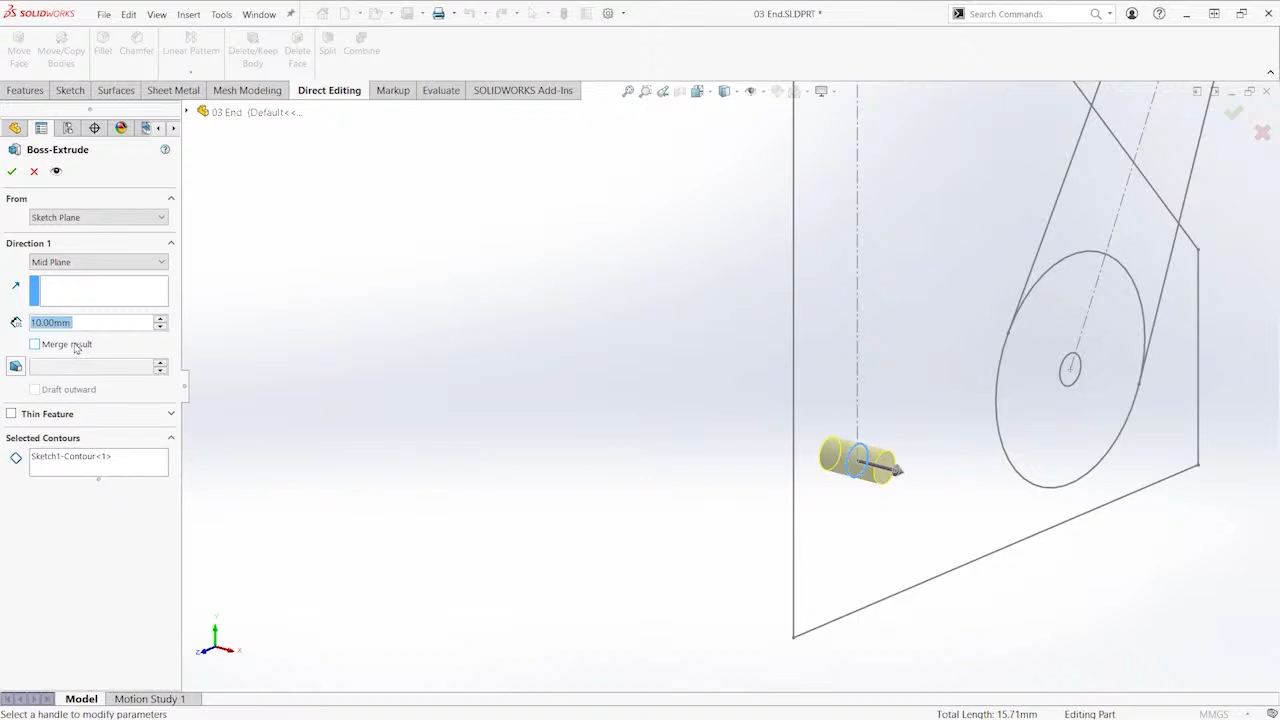 SOLIDWORKS
File
Edit
View
Insert
Tools
Window
03 End.SLDPRT *
Search Commands
Move Face
Move/Copy Bodies
Fillet
Chamfer
Linear Pattern
Delete/Keep Body
Delete Face
Split
Combine
Features
Sketch
Surfaces
Sheet Metal
Mesh Modeling
Direct Editing
Markup
Evaluate
SOLIDWORKS Add-Ins
03 End (Default<<...
Boss-Extrude
From
Sketch Plane
Direction 1
Mid Plane
10.00mm
Merge result
Draft outward
Thin Feature
Selected Contours
Sketch1-Contour<1>
Y
Z
X
Model
Motion Study 1
Select a handle to modify parameters
Total Length: 15.71mm
Editing Part
MMGS